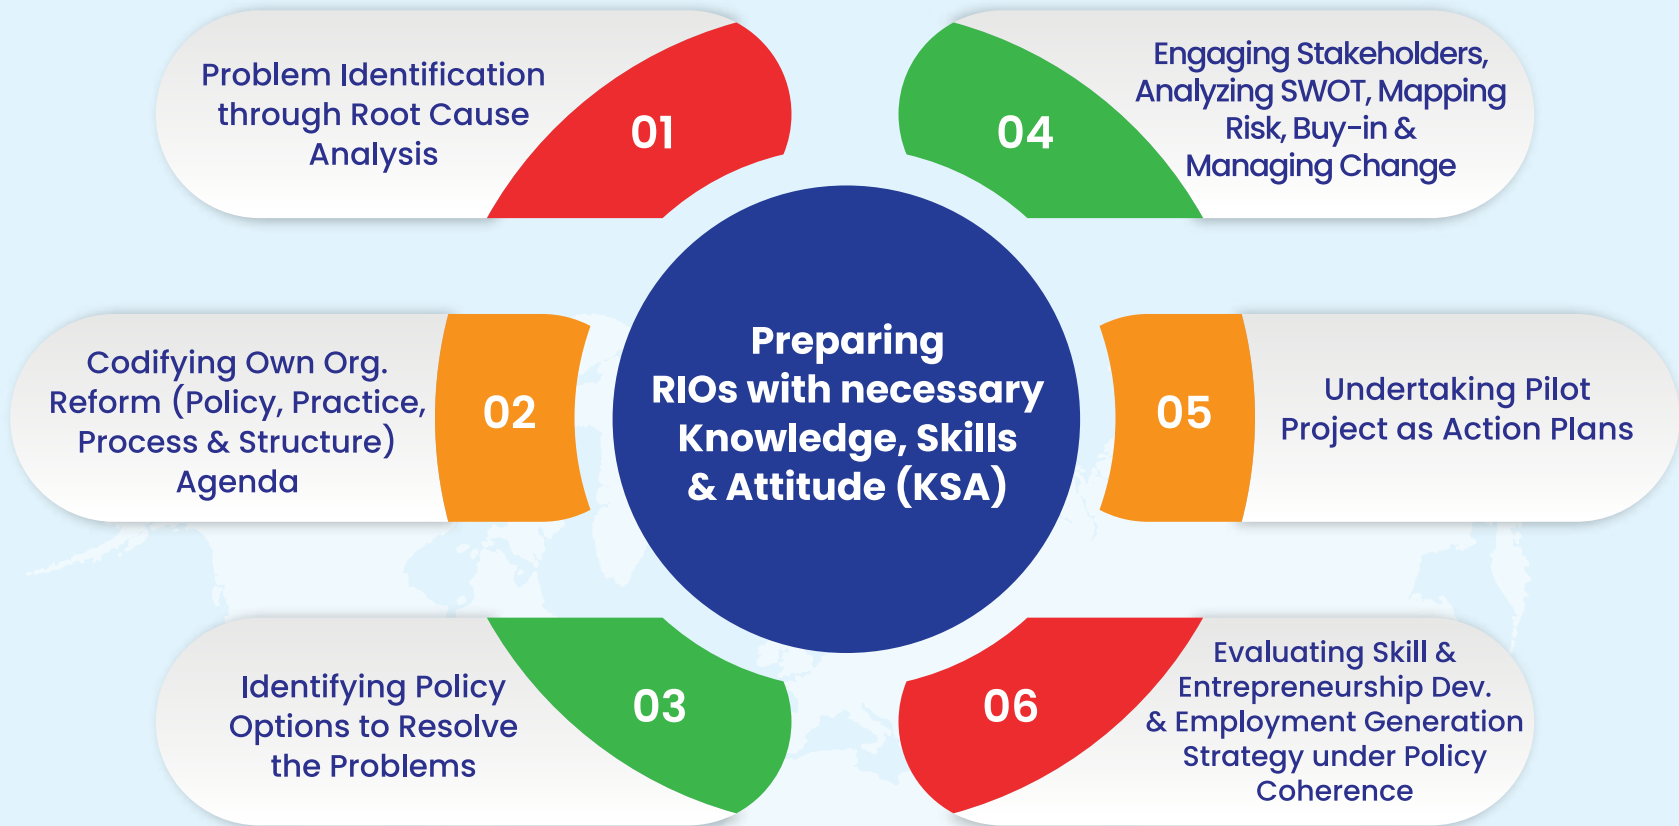 Problem Identification
through Root Cause
Analysis
01
Codifying Own Org.
Reform (Policy, Practice,
Process & Structure)
Agenda
02
Identifying Policy
Options to Resolve
the Problems
03
Preparing
RIOs with necessary
Knowledge, Skills
& Attitude (KSA)
04
Engaging Stakeholders,
Analyzing SWOT, Mapping
Risk, Buy-in &
Managing Change
05
Undertaking Pilot
Project as Action Plans
06
Evaluating Skill &
Entrepreneurship Dev.
& Employment Generation
Strategy under Policy
Coherence